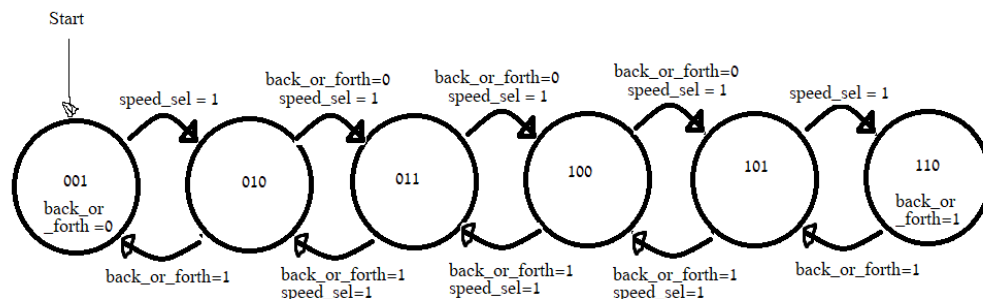 Start
speed_sel = 1
back_or_forth=0
speed_sel = 1
back_or_forth=0
speed_sel = 1
back_or_forth=0
speed_sel = 1
speed_sel = 1
001
back_or
_forth =0
010
011
100
101
110
back_or
_forth=1
back_or_forth=1
back_or_forth=1
speed_sel=1
back_or_forth=1
speed_sel=1
back_or_forth=1
speed_sel=1
back_or_forth=1